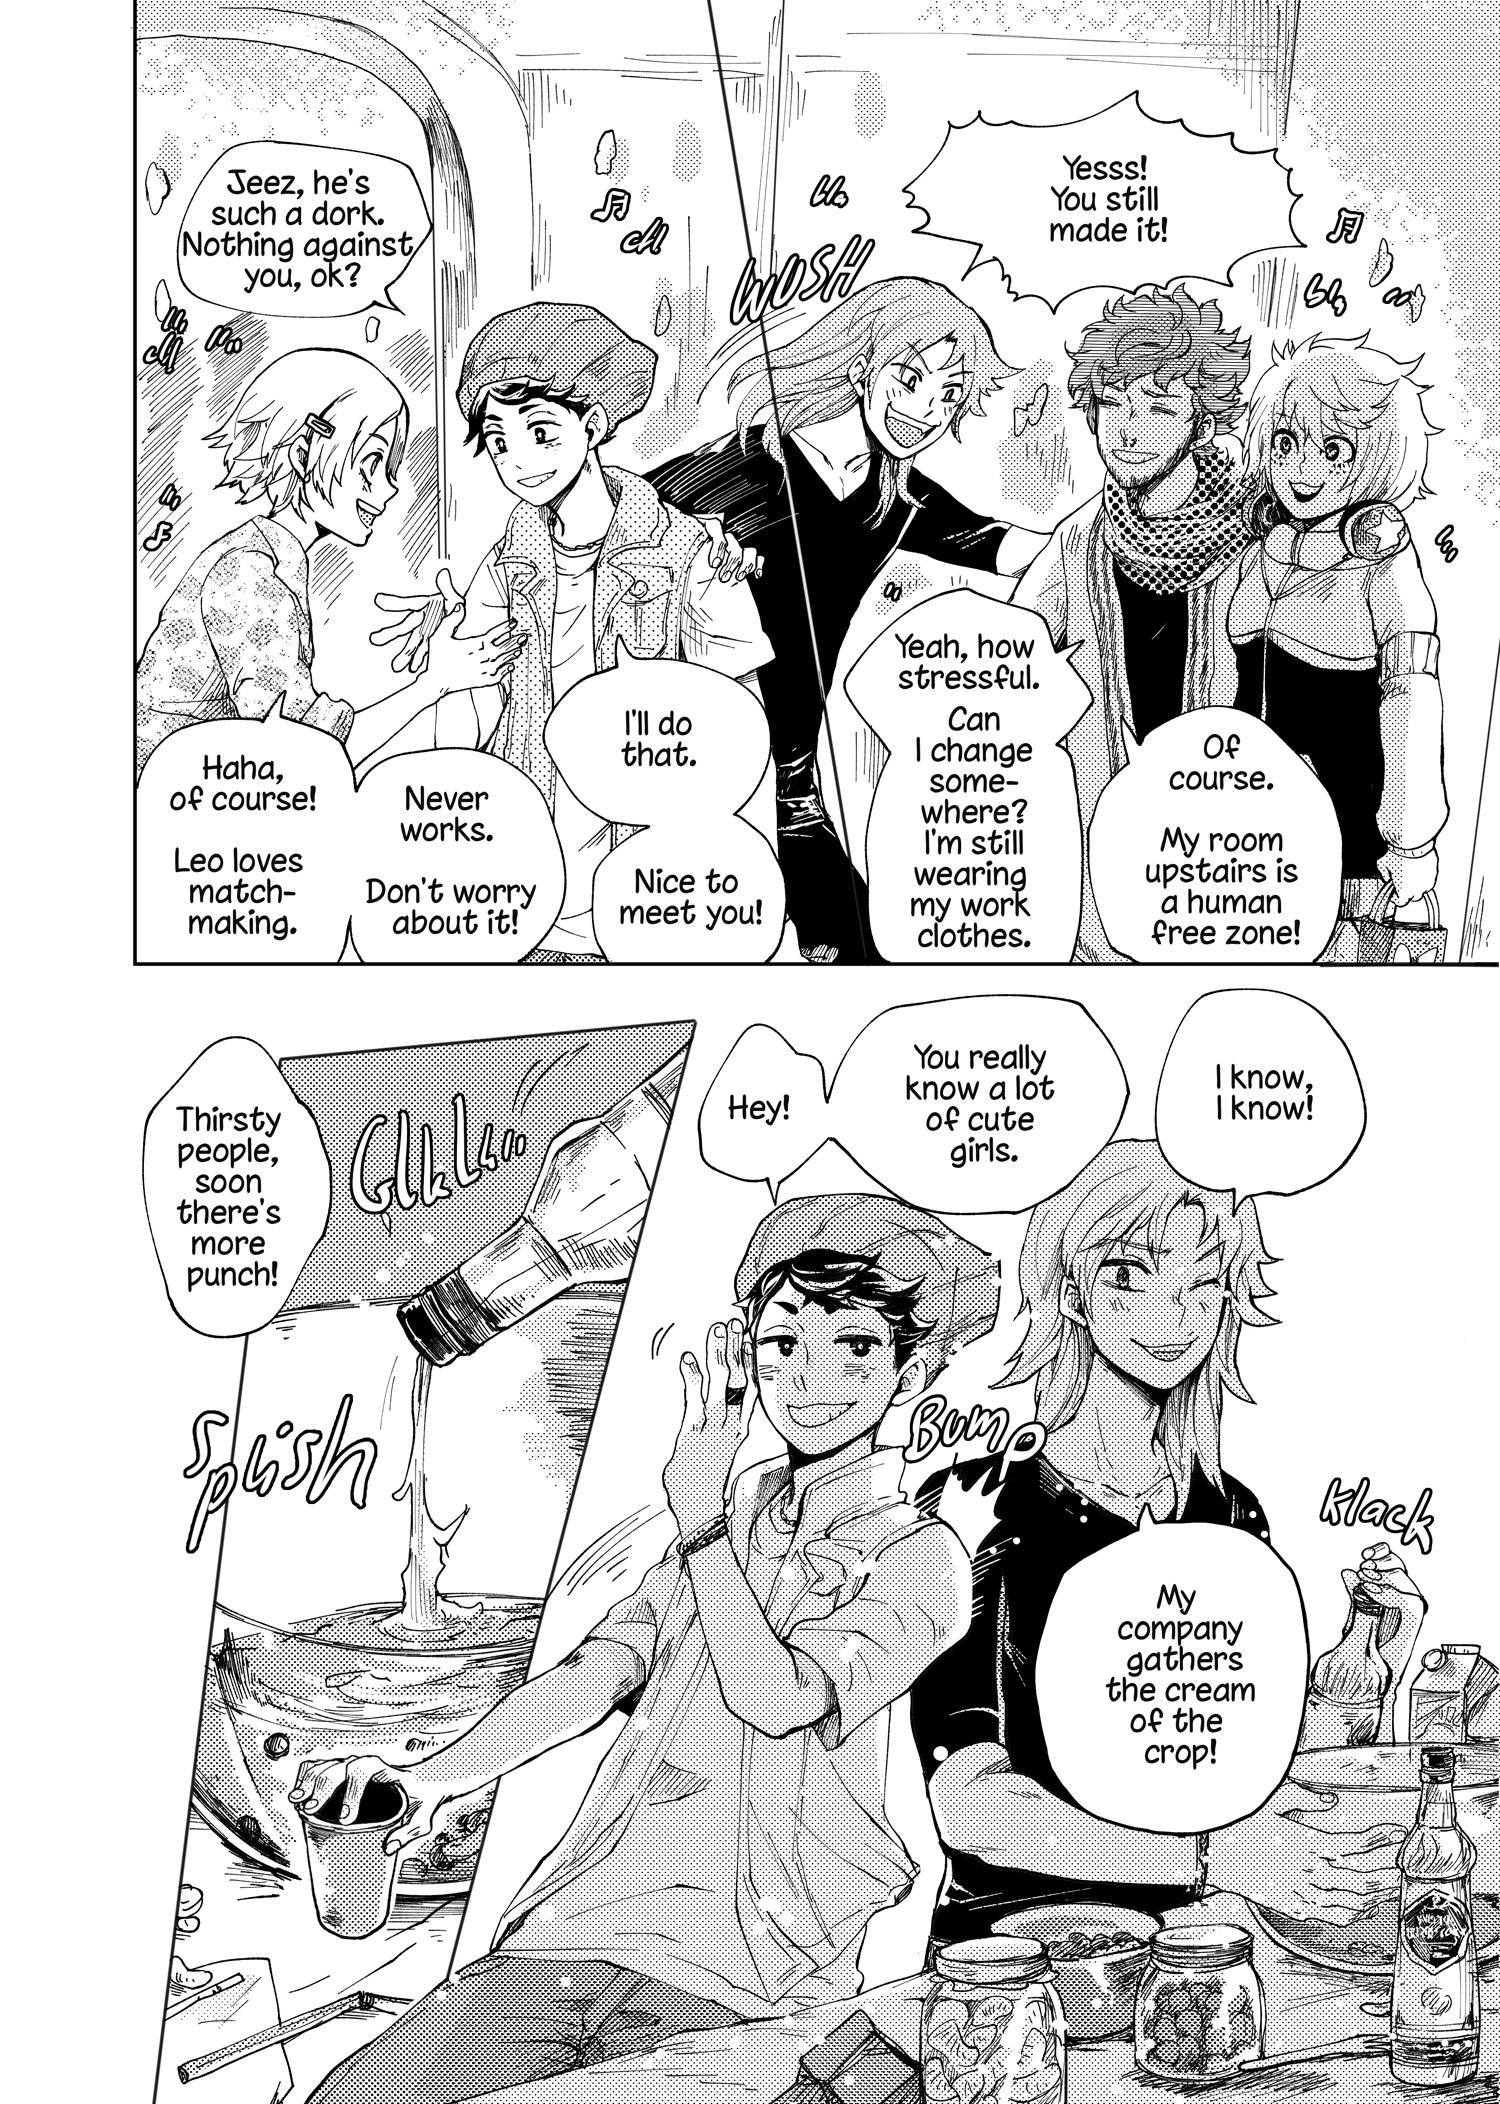 Jeez, he's
such a dork.
Nothing against
you, ok?
Haha,
of course!
Leo loves
match-
making.
Never
works.
Don't worry
about it!
I'll do
that.
Nice to
meet you!
WOSH
Yesss!
You still
made it!
Yeah, how
stressful.
Can
I change
some-
where?
I'm still
wearing
my work
clothes.
Of
course.
My room
upstairs is
a human
free zone!
Thirsty
people,
soon
there's
more
punch!
Glkl
Splish
Hey!
You really
know a lot
of cute
girls.
I know,
I know!
Bump
My
company
gathers
the cream
of the
crop!
Klack